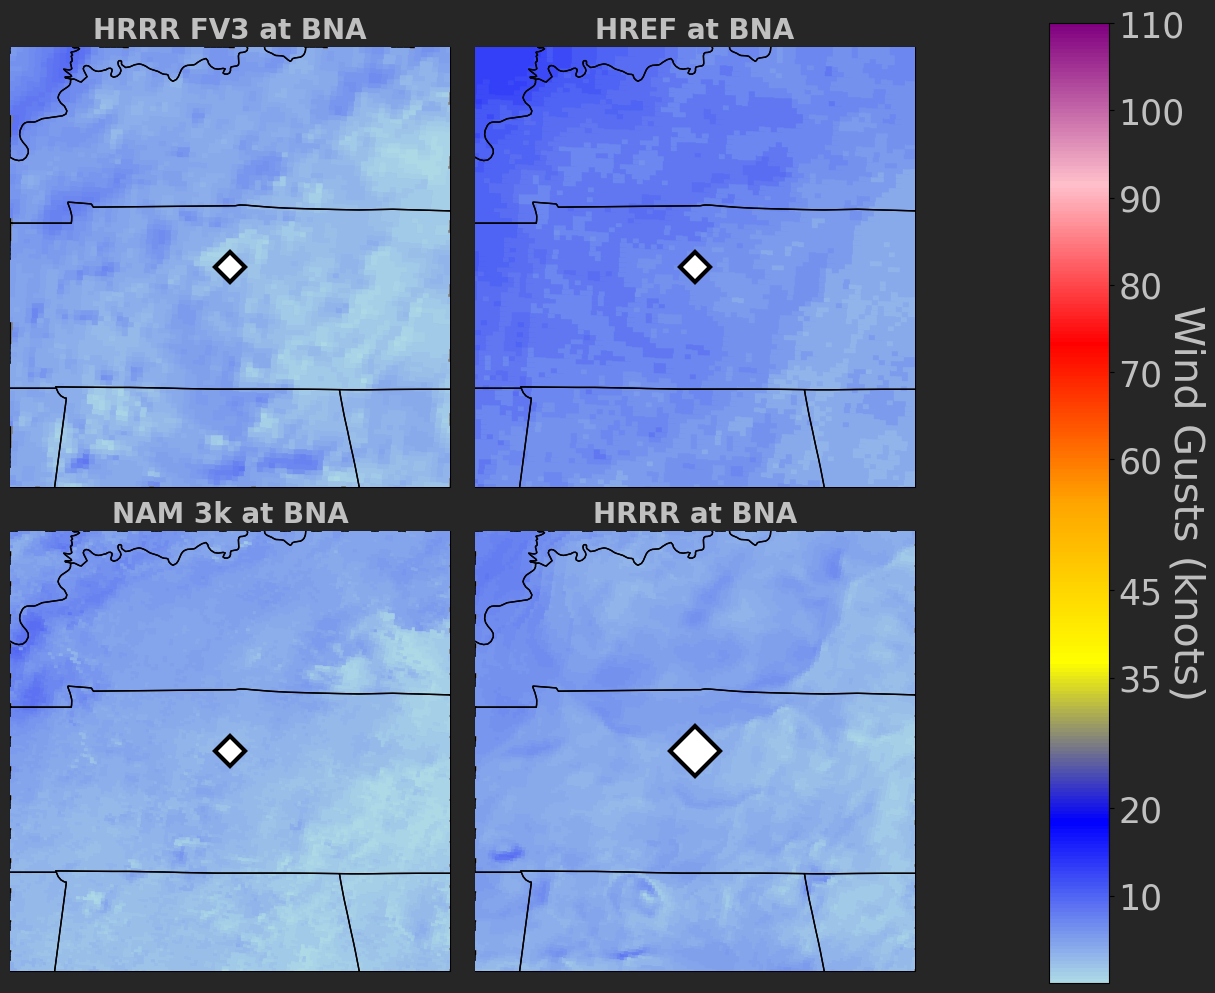 HRRR FV3 at BNA
HREF at BNA
NAM 3k at BNA
HRRR at BNA
110
100
90
80
70
60
45
35
20
10
Wind Gusts (knots)